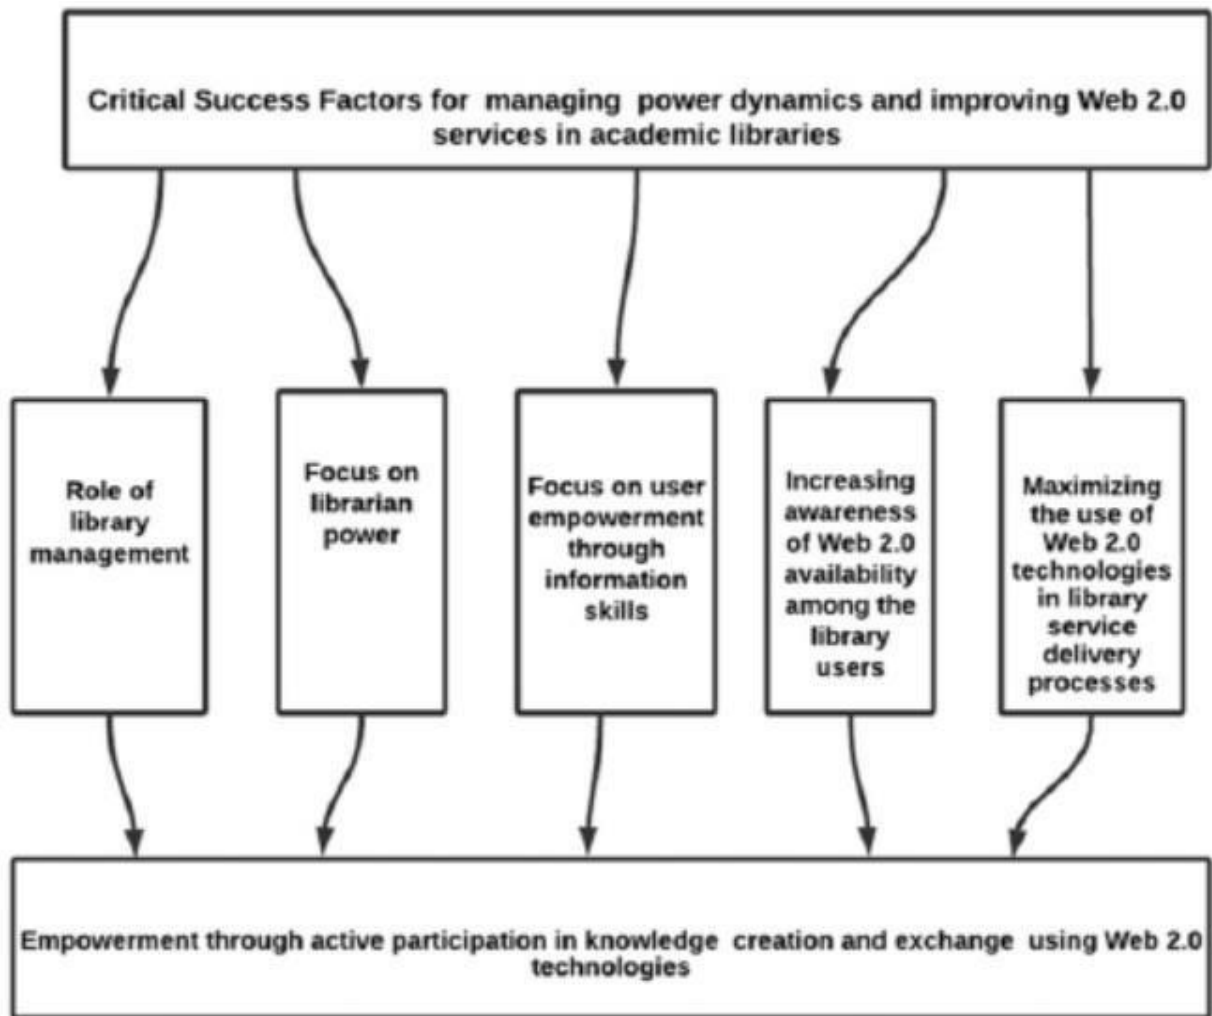 Critical Success Factors for managing power dynamics and improving Web 2.0
services in academic libraries
Role of
library
management
Focus on
librarian
power
Focus on user
empowerment
through
information
skills
Increasing
awareness
of Web 2.0
availability
among the
library
users
Maximizing
the use of
Web 2.0
technologies
in library
service
delivery
processes
Empowerment through active participation in knowledge creation and exchange using Web 2.0
technologies